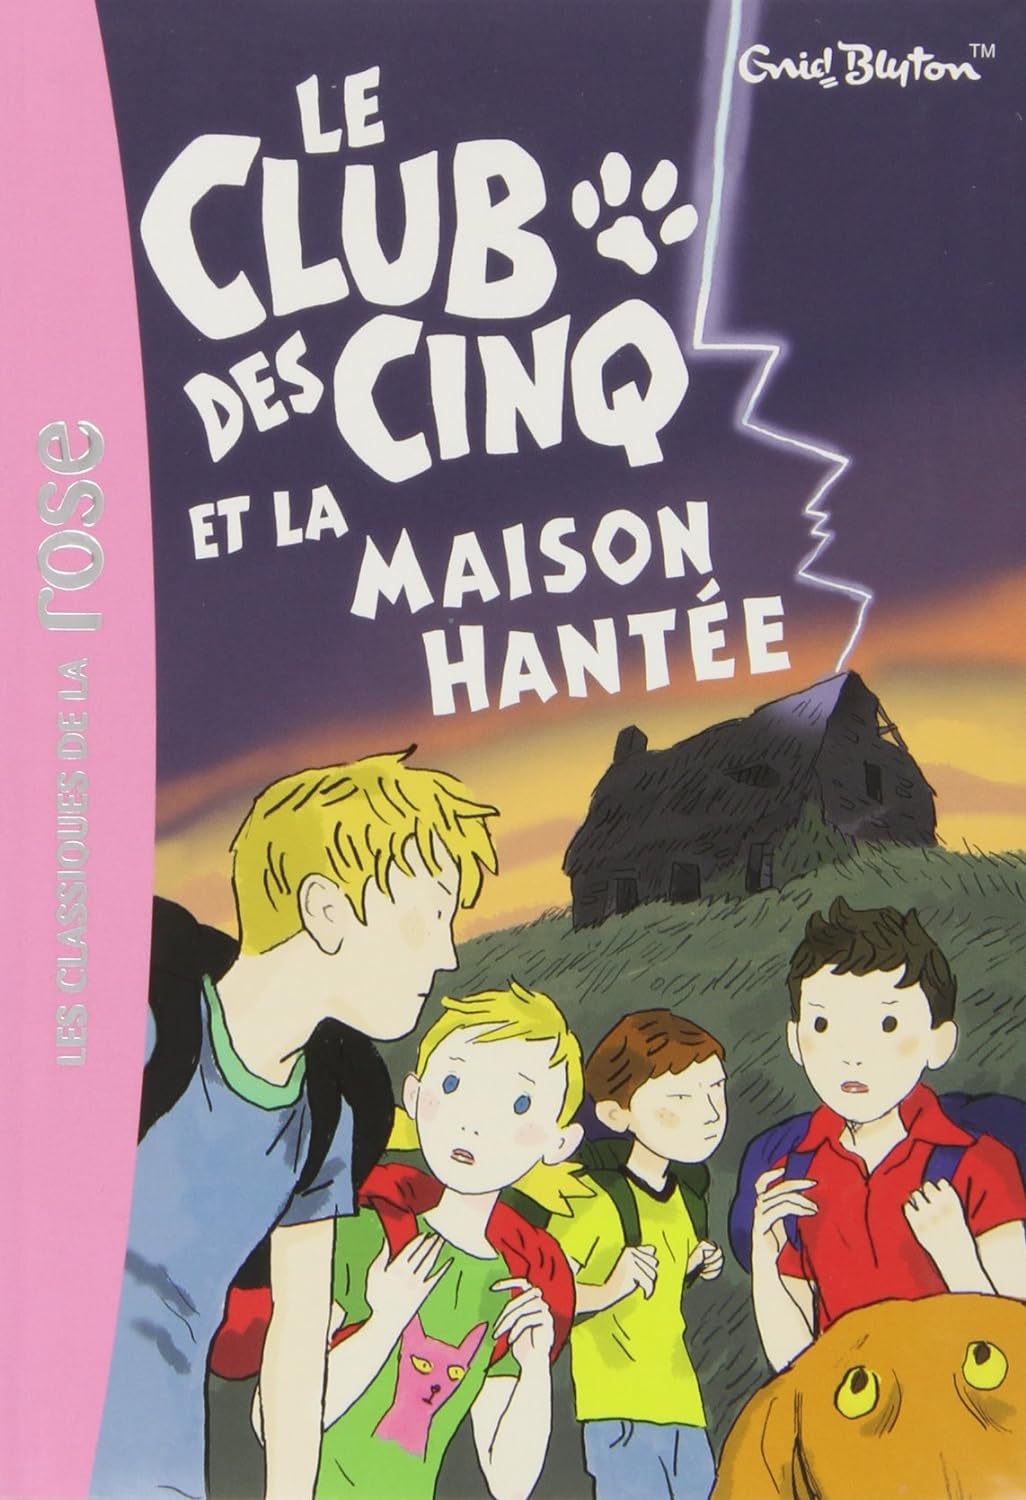 Enid Blyton™
LE
CLUB
DES CINQ
ET LA MAISON
HANTÉE
LES CLASSIQUES DE LA rose